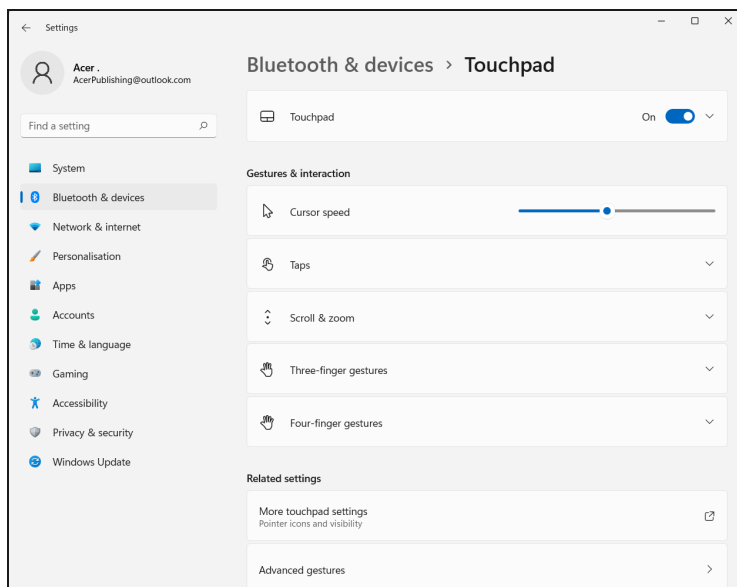 Settings
Acer .
AcerPublishing@outlook.com
Find a setting
System
Bluetooth & devices
Network & internet
Personalisation
Apps
Accounts
Time & language
Gaming
Accessibility
Privacy & security
Windows Update
Bluetooth & devices > Touchpad
Touchpad
On
Gestures & interaction
Cursor speed
Taps
Scroll & zoom
Three-finger gestures
Four-finger gestures
Related settings
More touchpad settings
Pointer icons and visibility
Advanced gestures